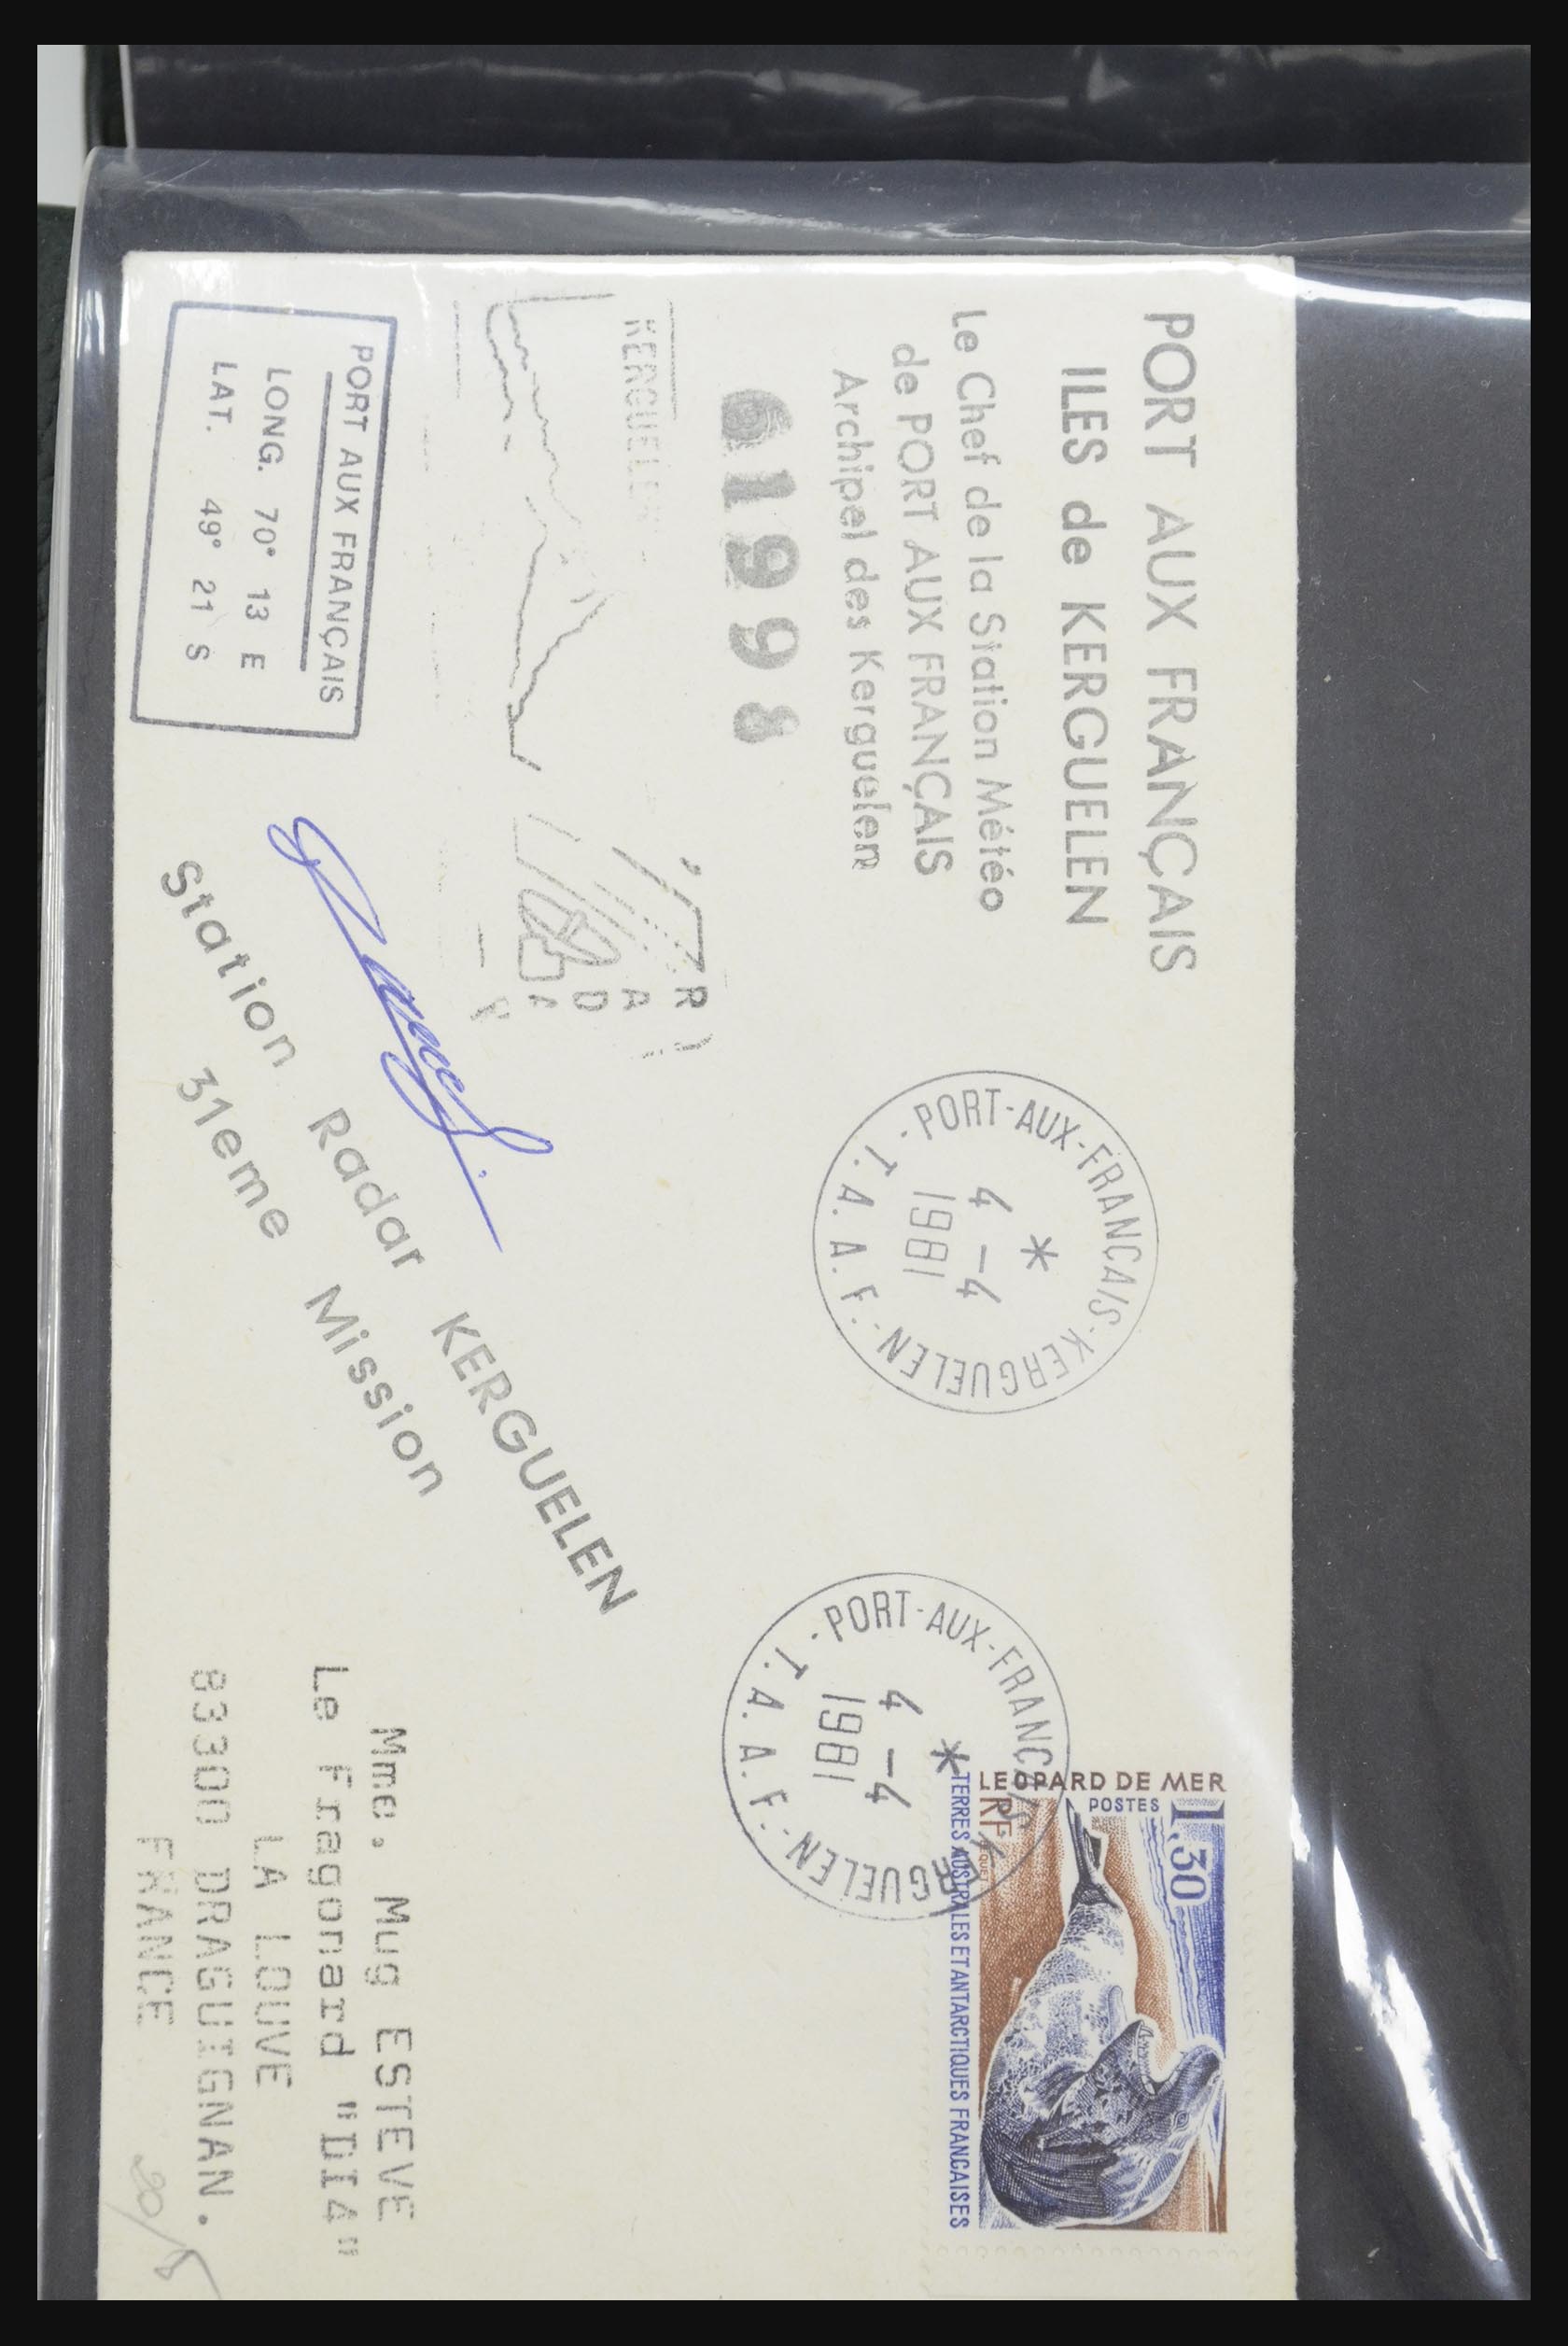 PORT AUX FRANÇAIS
ILES de KERGUELEN
Le Chef de la Station Météo
de PORT AUX FRANÇAIS
Archipel des Kerguelen
61998
KERGUELEN
RADAR
PORT AUX FRANÇAIS
LONG. 70° 13 E
LAT. 49° 21 S
Station Radar KERGUELEN
31eme Mission
PORT-AUX-FRANÇAIS-KERGUELEN
*
4 - 4
1981
T.A.A.F.
PORT-AUX-FRANÇAIS-KERGUELEN
*
4 - 4
1981
T.A.A.F.
LEOPARD DE MER
1,30
POSTES
RF
TERRES AUSTRALES ET ANTARCTIQUES FRANÇAISES
Mme. Mug ESTEVE
Le Fragonard "DI4"
LA LOUVE
83300 DRAGUIGNAN.
FRANCE